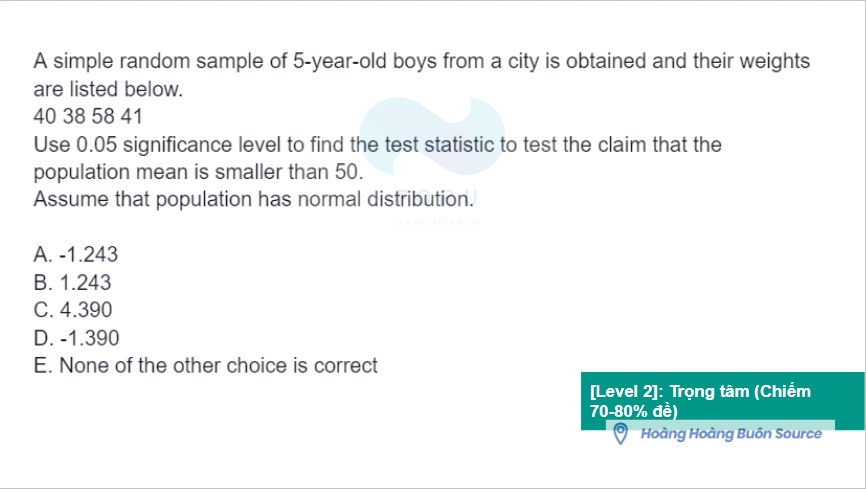 A simple random sample of 5-year-old boys from a city is obtained and their weights
are listed below.
40 38 58 41
Use 0.05 significance level to find the test statistic to test the claim that the
population mean is smaller than 50.
Assume that population has normal distribution.
A. -1.243
B. 1.243
C. 4.390
D. -1.390
E. None of the other choice is correct
[Level 2]: Trọng tâm (Chiếm
70-80% đề)
Hoàng Hoàng Buôn Source